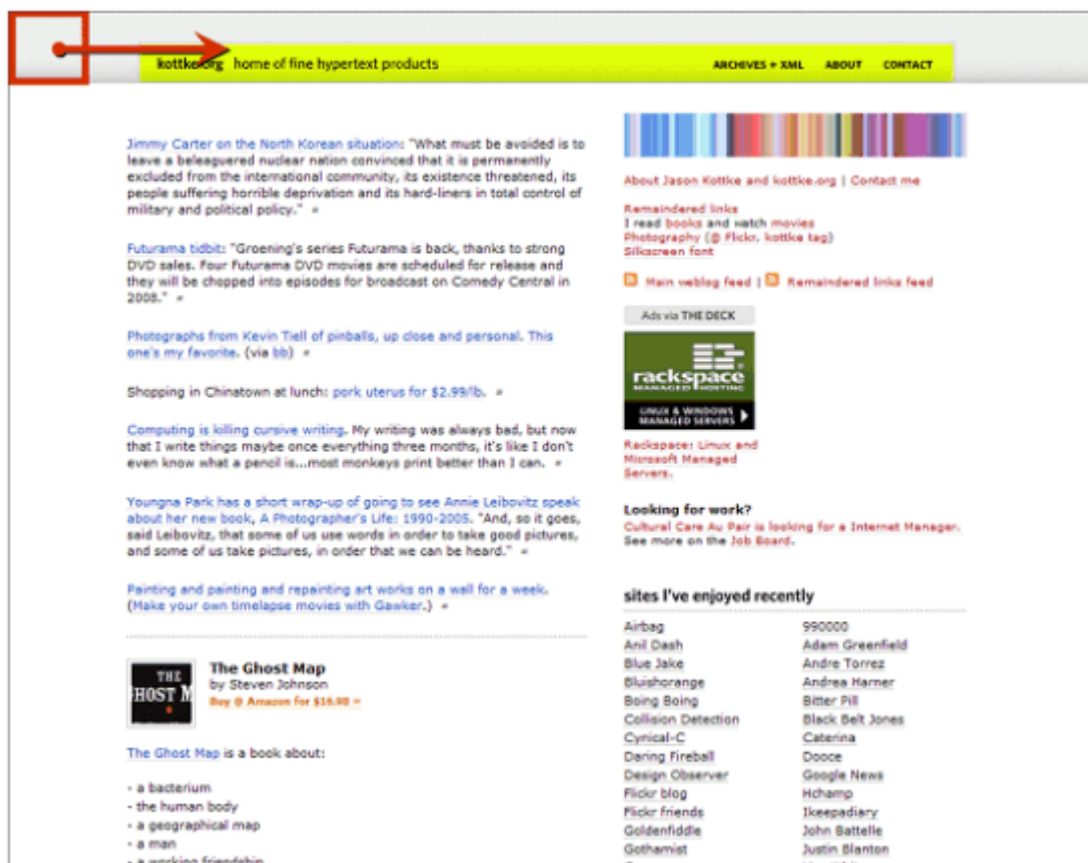 kottke.org home of fine hypertext products
ARCHIVES + XML ABOUT CONTACT
Jimmy Carter on the North Korean situation: "What must be avoided is to
leave a beleaguered nuclear nation convinced that it is permanently
excluded from the international community, its existence threatened, its
people suffering horrible deprivation and its hard-liners in total control of
military and political policy."
Futurama tidbit: "Groening's series Futurama is back, thanks to strong
DVD sales. Four Futurama DVD movies are scheduled for release and
they will be chopped into episodes for broadcast on Comedy Central in
2008."
Photographs from Kevin Tiell of pinballs, up close and personal. This
one's my favorite. (via bb)
Shopping in Chinatown at lunch: pork uterus for $2.99/lb.
Computing is killing cursive writing. My writing was always bad, but now
that I write things maybe once everything three months, it's like I don't
even know what a pencil is...most monkeys print better than I can.
Youngna Park has a short wrap-up of going to see Annie Leibovitz speak
about her new book, A Photographer's Life: 1990-2005. "And, so it goes,
said Leibovitz, that some of us use words in order to take good pictures,
and some of us take pictures, in order that we can be heard."
Painting and painting and repainting art works on a wall for a week.
(Make your own timelapse movies with Gawker.)
THE
GHOST M
The Ghost Map
by Steven Johnson
Buy @ Amazon for $16.98 »
The Ghost Map is a book about:
- a bacterium
- the human body
- a geographical map
- a man
- a working friendship
About Jason Kottke and kottke.org | Contact me
Remaindered links
I read books and watch movies
Photography (@ Flickr, kottke tag)
Silkscreen font
Main weblog feed | Remaindered links feed
Ads via THE DECK
rackspace
MANAGED HOSTING
LINUX & WINDOWS
MANAGED SERVERS
Rackspace: Linux and
Microsoft Managed
Servers.
Looking for work?
Cultural Care Au Pair is looking for a Internet Manager.
See more on the Job Board.
sites I've enjoyed recently
Airbag 990000
Anil Dash Adam Greenfield
Blue Jake Andre Torrez
Bluishorange Andrea Harner
Boing Boing Bitter Pill
Collision Detection Black Belt Jones
Cynical-C Caterina
Daring Fireball Dooce
Design Observer Google News
Flickr blog Hchamp
Flickr friends Ikeepadiary
Goldenfiddle John Battelle
Gothamist Justin Blanton